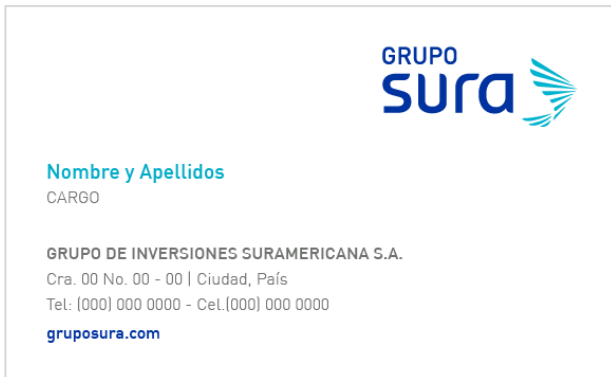 GRUPO
sura
Nombre y Apellidos
CARGO
GRUPO DE INVERSIONES SURAMERICANA S.A.
Cra. 00 No. 00 - 00 | Ciudad, País
Tel: (000) 000 0000 - Cel.(000) 000 0000
gruposura.com